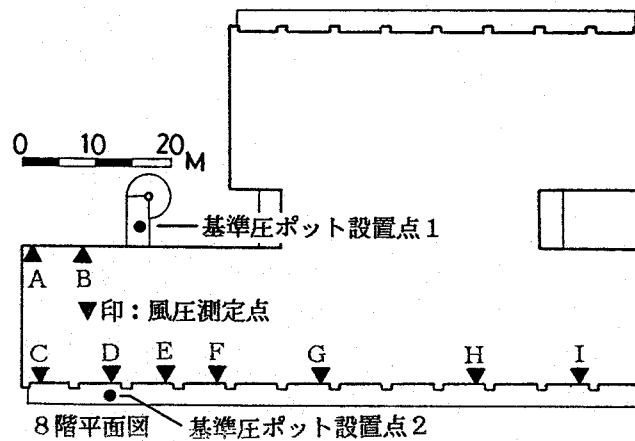 0 10 20 M
基準圧ポット設置点1
A B
▼印：風圧測定点
C D E F G H I
8階平面図 基準圧ポット設置点2